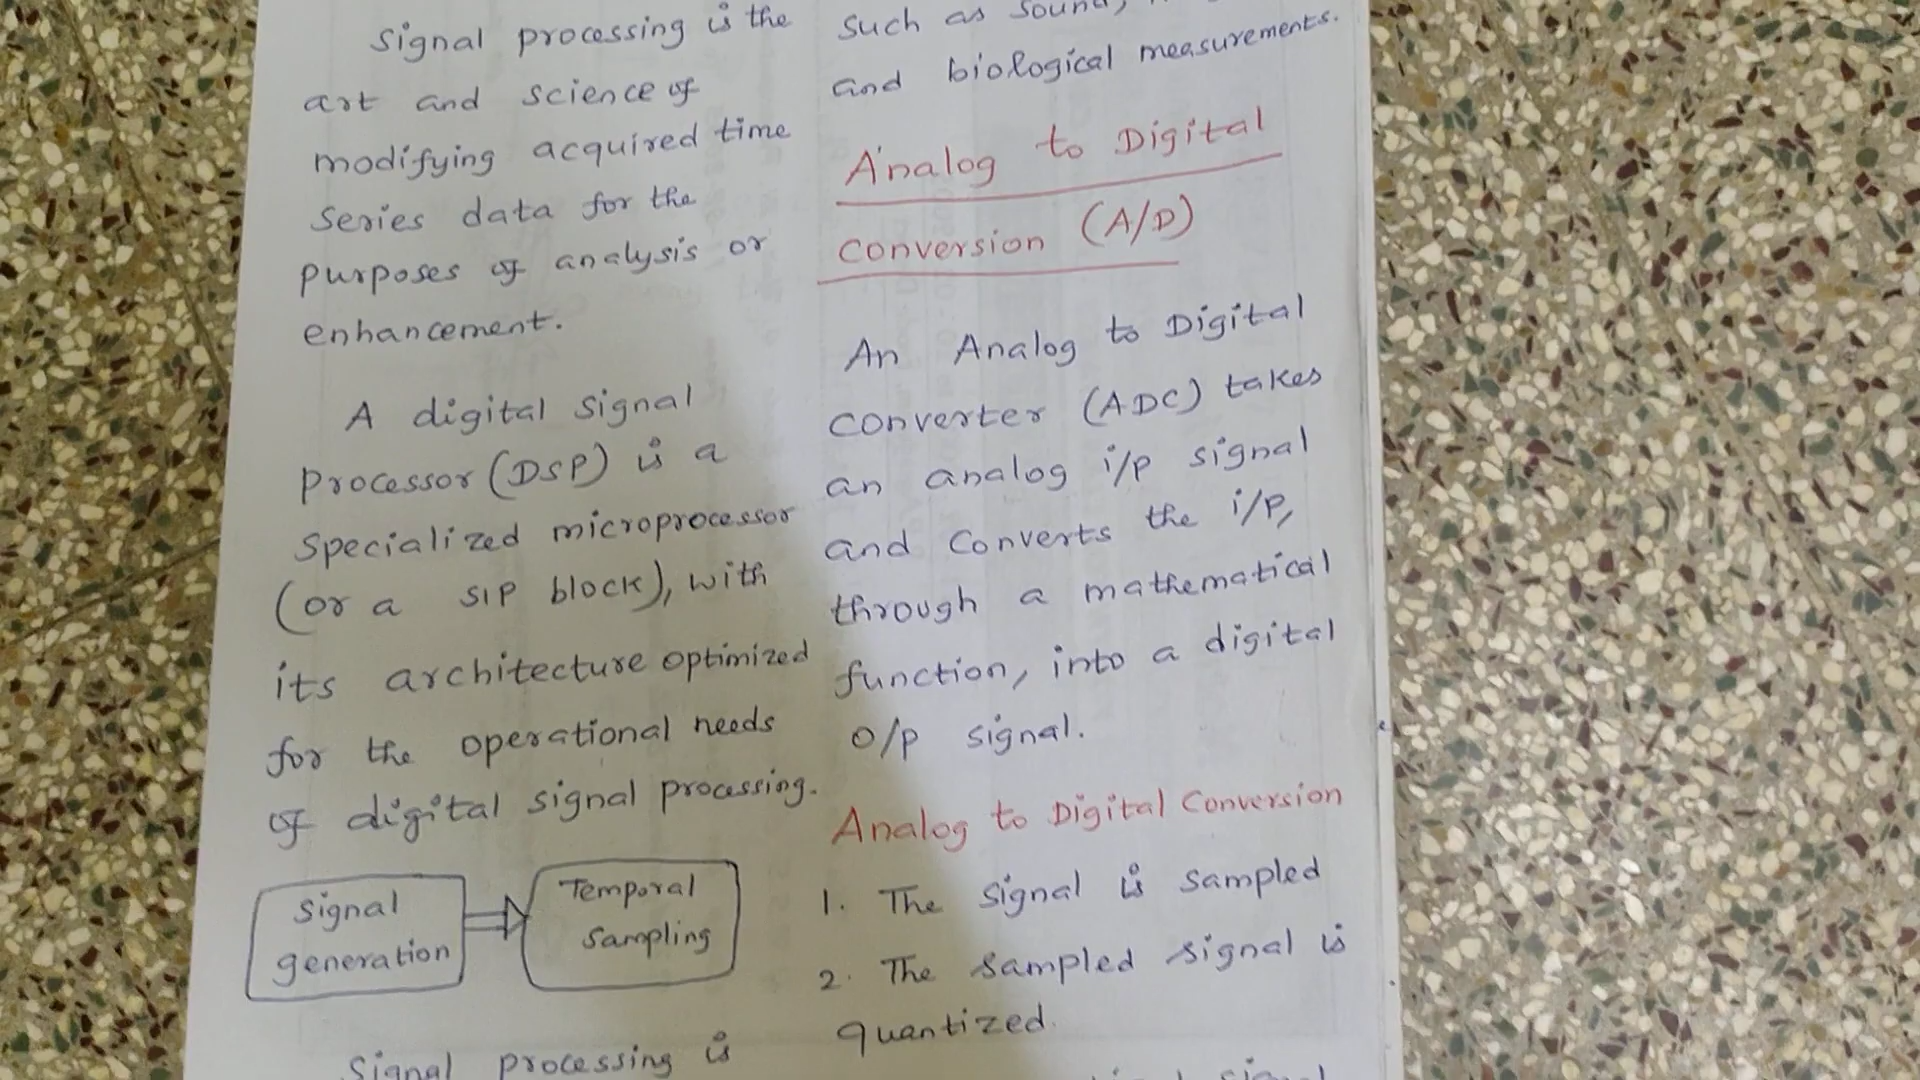 Signal processing is the
art and science of
modifying acquired time
series data for the
purposes of analysis or
enhancement.
A digital signal
processor (DSP) is a
specialized microprocessor
(or a SIP block), with
its architecture optimized
for the operational needs
of digital signal processing.
Signal
generation
Temporal
Sampling
Signal processing is
such as sound,
and biological measurements.
Analog to Digital
Conversion (A/D)
An Analog to Digital
converter (ADC) takes
an analog i/p signal
and converts the i/p,
through a mathematical
function, into a digital
o/p signal.
Analog to Digital Conversion
1. The signal is sampled
2. The sampled signal is
quantized.